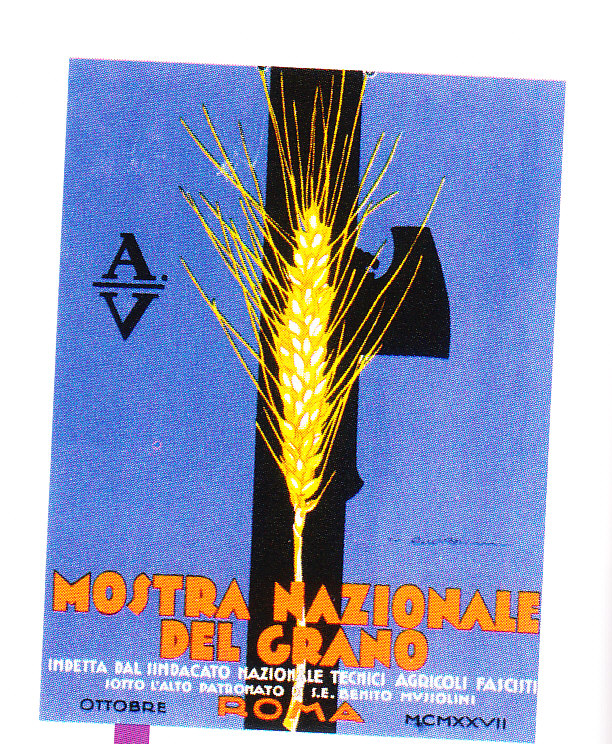 A.
V
MOSTRA NAZIONALE
DEL GRANO
INDETTA DAL SINDACATO NAZIONALE TECNICI AGRICOLI FASCISTI
SOTTO L'ALTO PATRONATO DI S.E. BENITO MUSSOLINI
OTTOBRE ROMA MCMXXVII